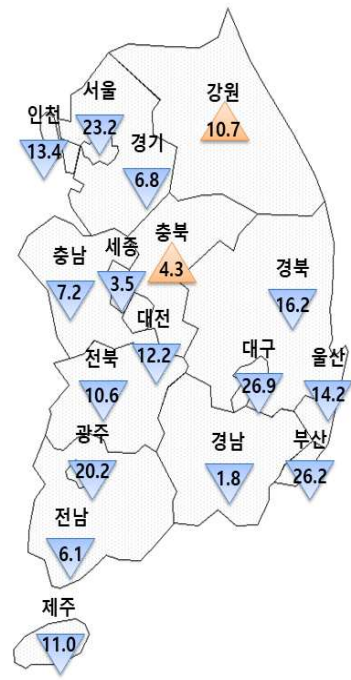 서울
23.2
인천
13.4
강원
10.7
경기
6.8
충북
4.3
세종
3.5
충남
7.2
경북
16.2
대전
12.2
대구
26.9
울산
14.2
전북
10.6
광주
20.2
경남
1.8
부산
26.2
전남
6.1
제주
11.0